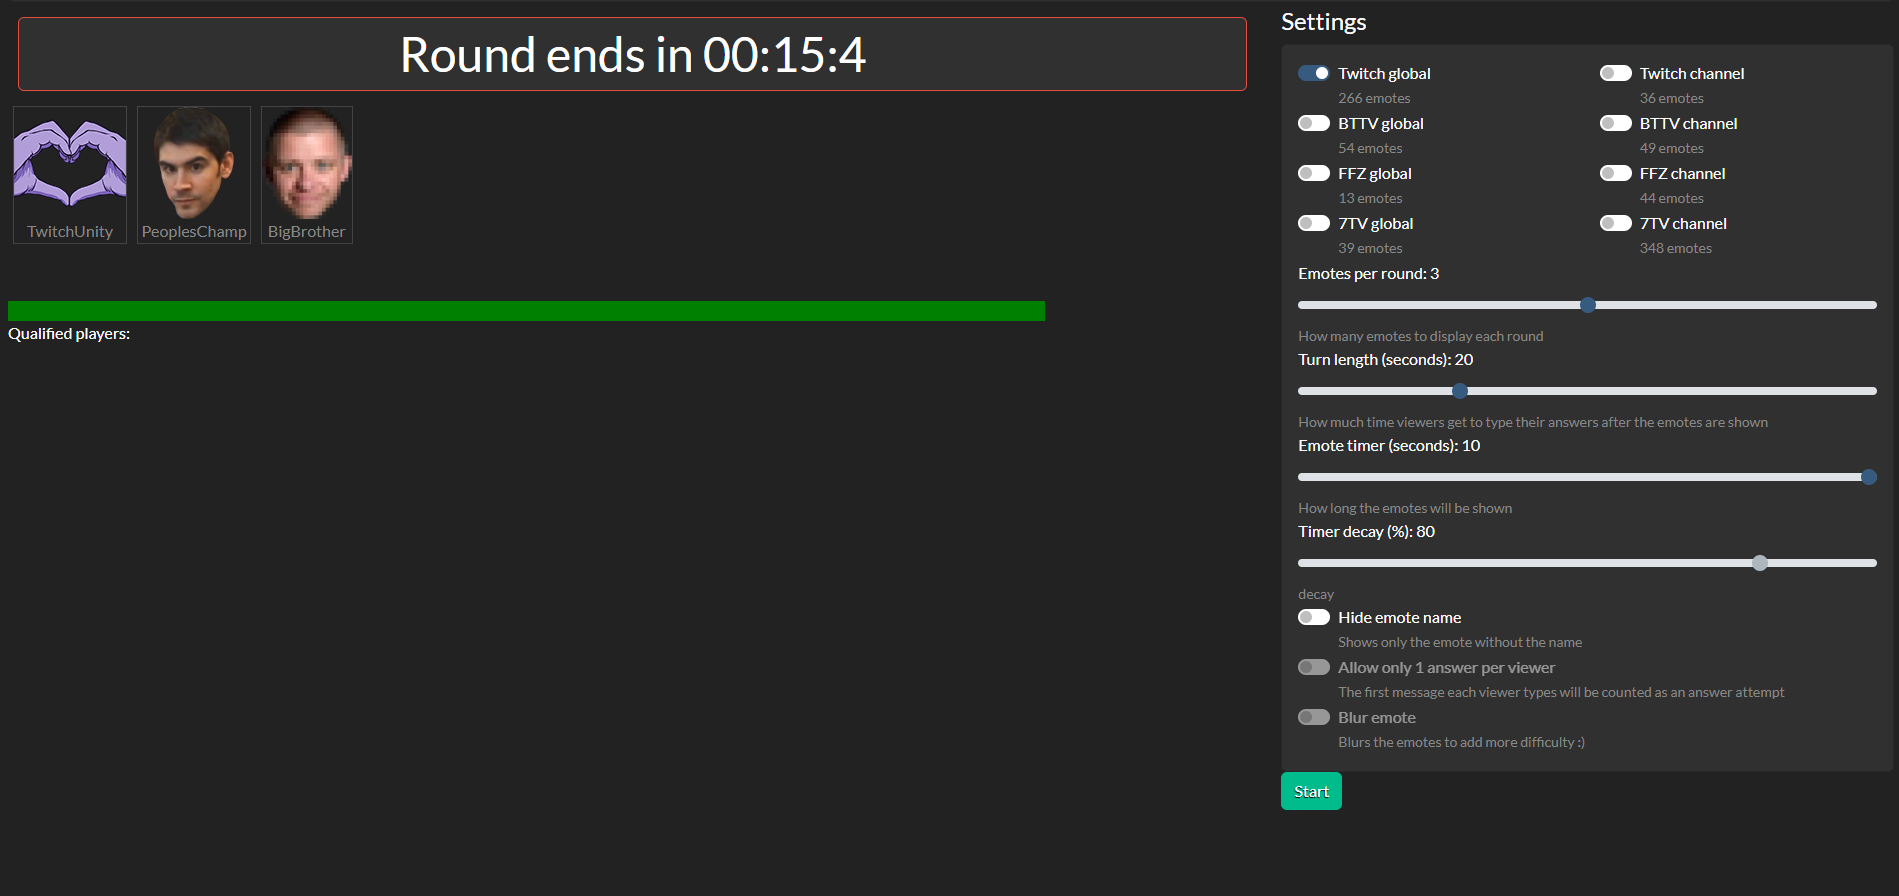 Round ends in 00:15:4
TwitchUnity
PeoplesChamp
BigBrother
Qualified players:
Settings
Twitch global
266 emotes
Twitch channel
36 emotes
BTTV global
54 emotes
BTTV channel
49 emotes
FFZ global
13 emotes
FFZ channel
44 emotes
7TV global
39 emotes
7TV channel
348 emotes
Emotes per round: 3
How many emotes to display each round
Turn length (seconds): 20
How much time viewers get to type their answers after the emotes are shown
Emote timer (seconds): 10
How long the emotes will be shown
Timer decay (%): 80
decay
Hide emote name
Shows only the emote without the name
Allow only 1 answer per viewer
The first message each viewer types will be counted as an answer attempt
Blur emote
Blurs the emotes to add more difficulty :)
Start